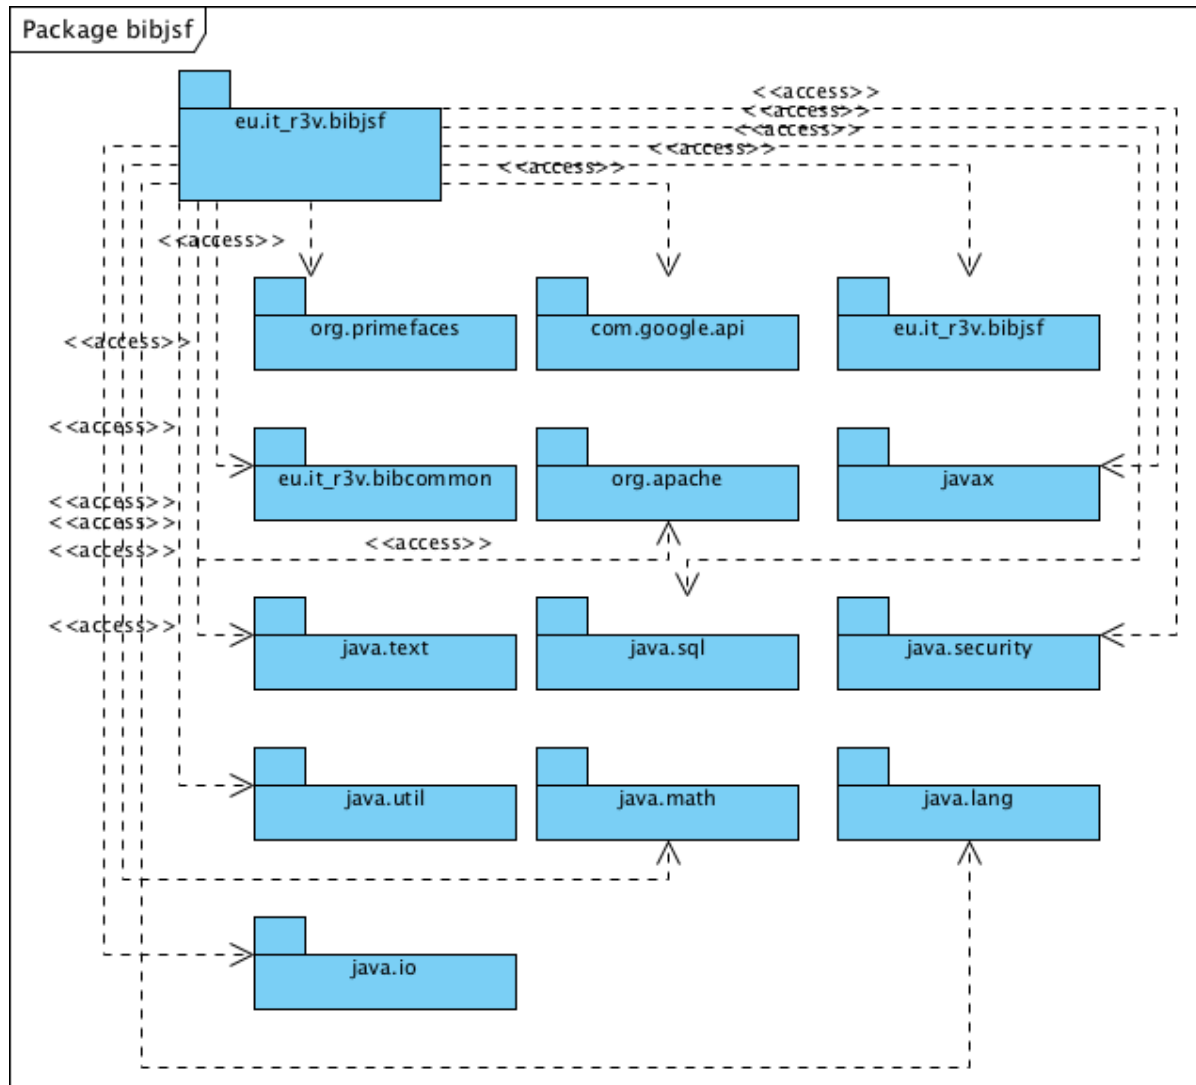 Package bibjsf
<<access>>
<<access>>
eu.it_r3v.bibjsf
<<access>>
<<access>>
<<access>>
<<access>>
org.primefaces
com.google.api
eu.it_r3v.bibjsf
<<access>>
<<access>>
eu.it_r3v.bibcommon
org.apache
javax
<<access>>
<<access>>
<<access>>
<<access>>
<<access>>
java.text
java.sql
java.security
java.util
java.math
java.lang
java.io